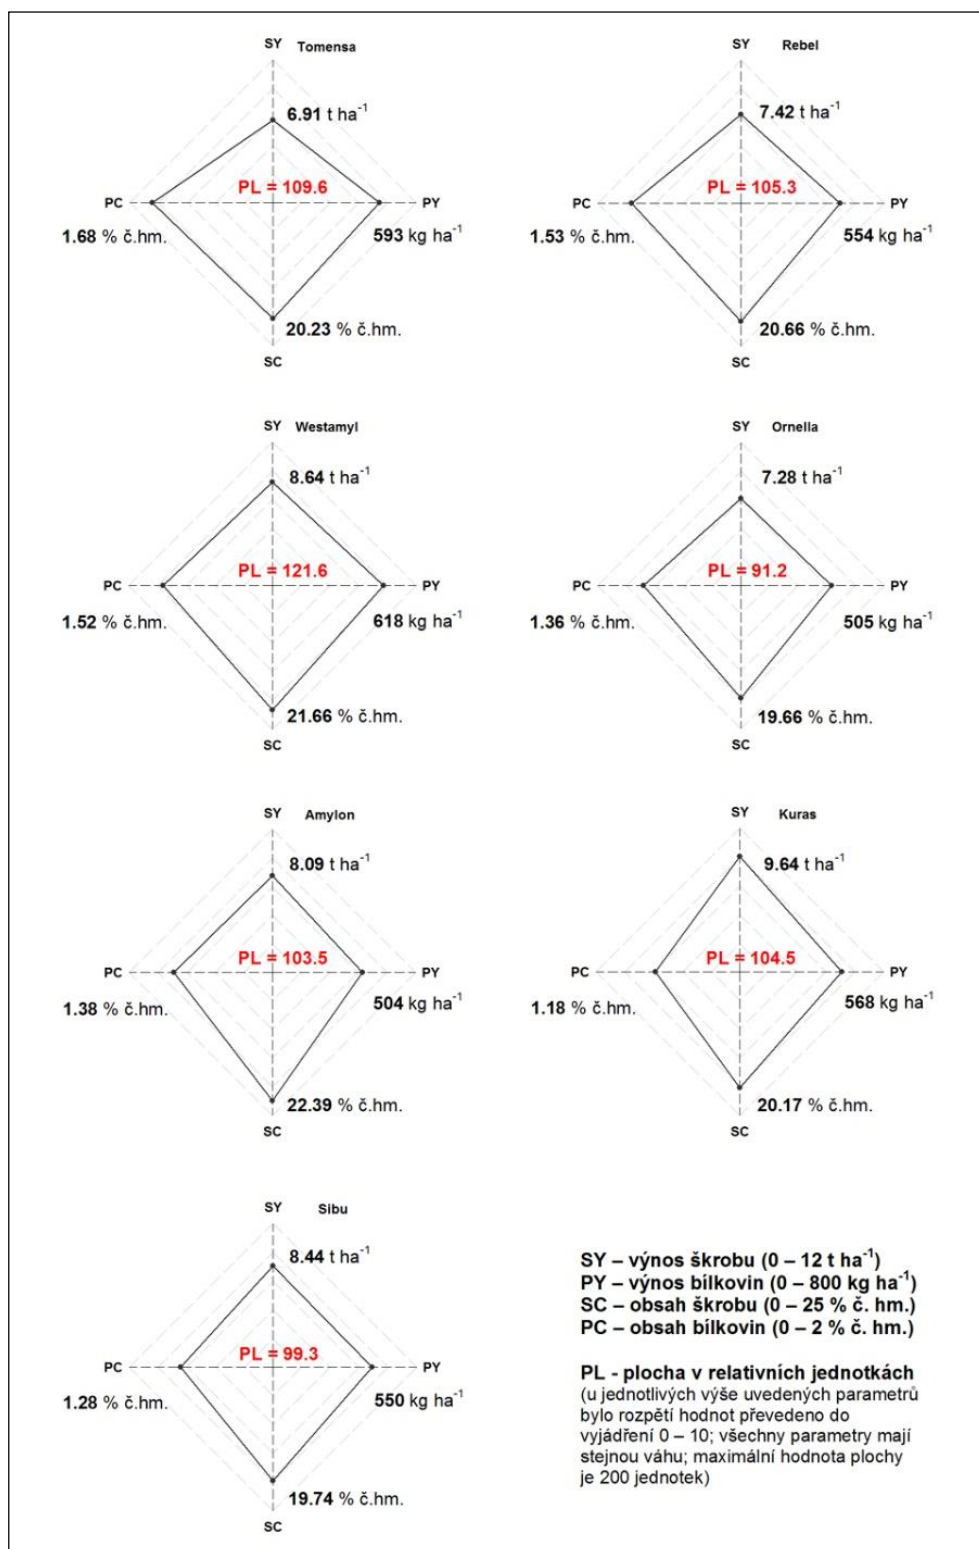 SY Tomensa
6.91 t ha⁻¹
PL = 109.6
PC
PY
1.68 % č.hm.
593 kg ha⁻¹
20.23 % č.hm.
SC
SY Rebel
7.42 t ha⁻¹
PL = 105.3
PC
PY
1.53 % č.hm.
554 kg ha⁻¹
20.66 % č.hm.
SC
SY Westamyl
8.64 t ha⁻¹
PL = 121.6
PC
PY
1.52 % č.hm.
618 kg ha⁻¹
21.66 % č.hm.
SC
SY Ornella
7.28 t ha⁻¹
PL = 91.2
PC
PY
1.36 % č.hm.
505 kg ha⁻¹
19.66 % č.hm.
SC
SY Amylon
8.09 t ha⁻¹
PL = 103.5
PC
PY
1.38 % č.hm.
504 kg ha⁻¹
22.39 % č.hm.
SC
SY Kuras
9.64 t ha⁻¹
PL = 104.5
PC
PY
1.18 % č.hm.
568 kg ha⁻¹
20.17 % č.hm.
SC
SY Sibu
8.44 t ha⁻¹
PL = 99.3
PC
PY
1.28 % č.hm.
550 kg ha⁻¹
19.74 % č.hm.
SC
SY – výnos škrobu (0 – 12 t ha⁻¹)
PY – výnos bílkovin (0 – 800 kg ha⁻¹)
SC – obsah škrobu (0 – 25 % č. hm.)
PC – obsah bílkovin (0 – 2 % č. hm.)
PL - plocha v relativních jednotkách
(u jednotlivých výše uvedených parametrů
bylo rozpětí hodnot převedeno do
vyjádření 0 – 10; všechny parametry mají
stejnou váhu; maximální hodnota plochy
je 200 jednotek)